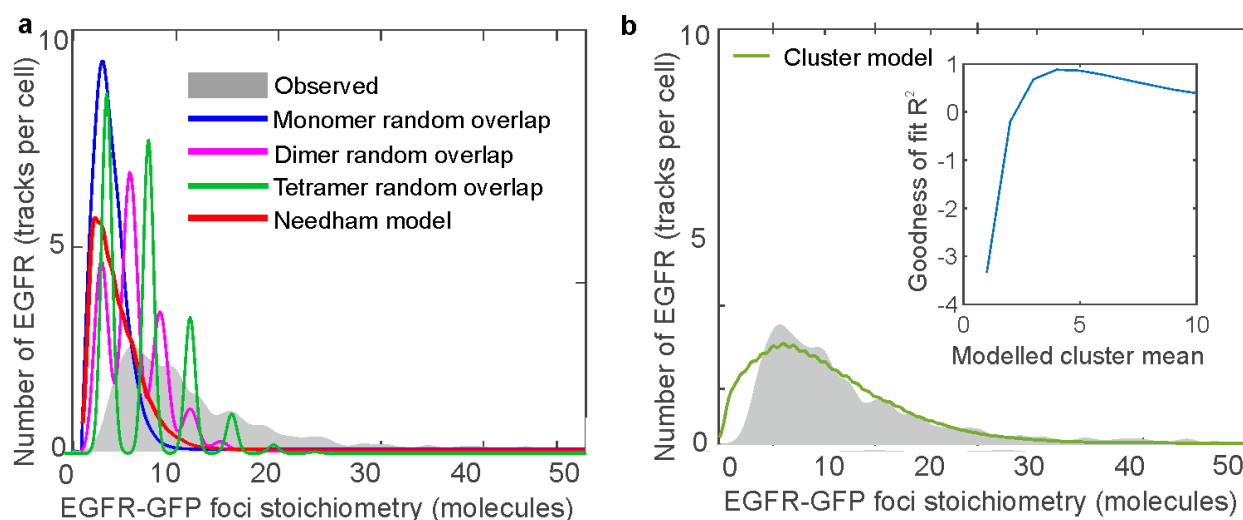 a
10
5
0
Number of EGFR (tracks per cell)
Observed
Monomer random overlap
Dimer random overlap
Tetramer random overlap
Needham model
0 10 20 30 40 50
EGFR-GFP foci stoichiometry (molecules)
b
10
5
0
Number of EGFR (tracks per cell)
Cluster model
1
0
-1
-2
-3
-4
Goodness of fit R²
0 5 10
Modelled cluster mean
0 10 20 30 40 50
EGFR-GFP foci stoichiometry (molecules)